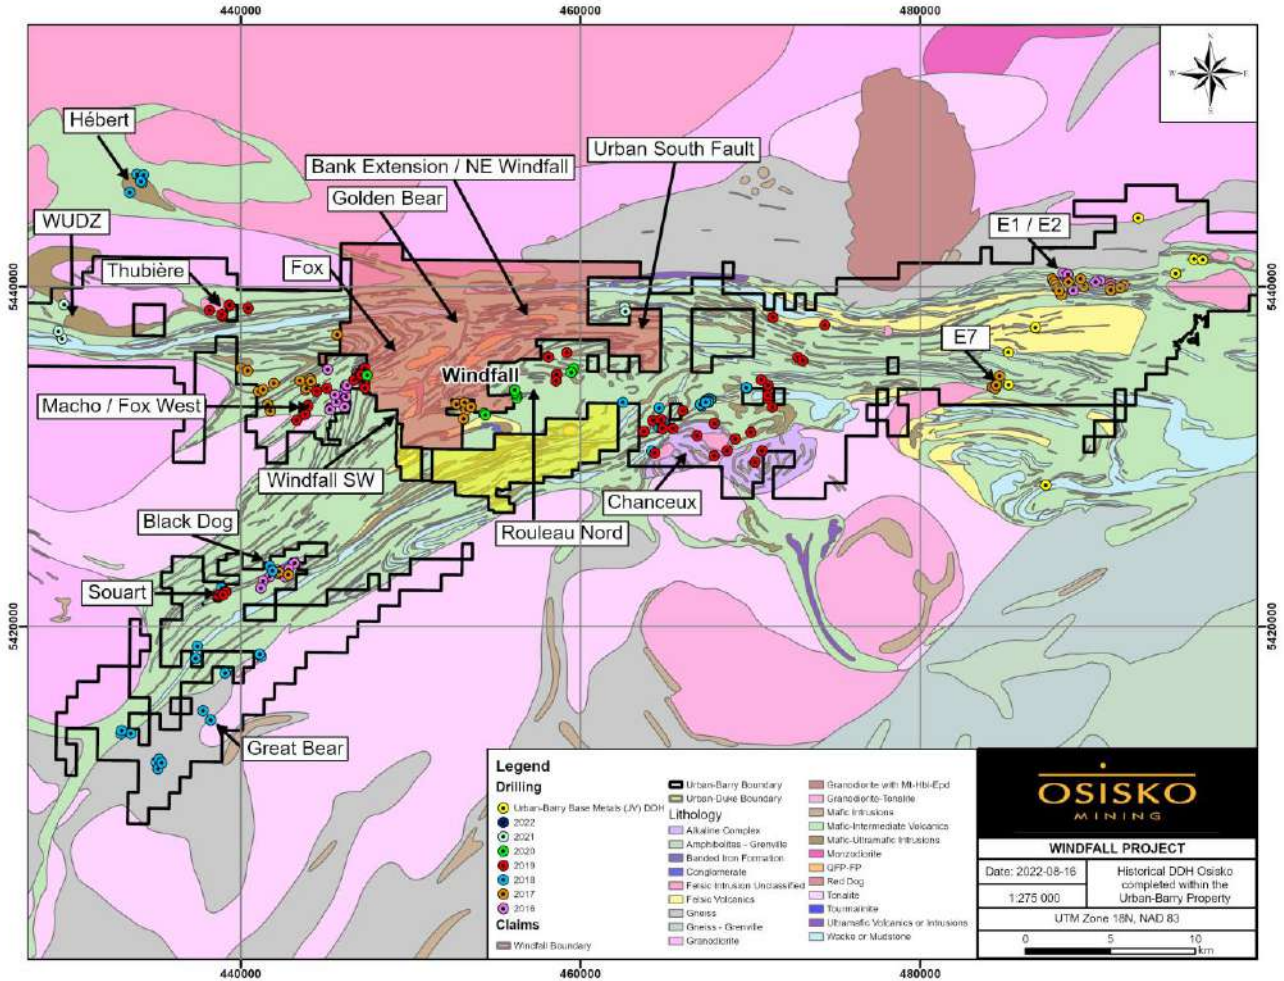 440000
460000
480000
N
W
E
S
Hébert
Bank Extension / NE Windfall
Urban South Fault
Golden Bear
WUDZ
E1 / E2
Thubière
Fox
5440000
5440000
E7
Windfall
Macho / Fox West
Windfall SW
Chanceux
Black Dog
Rouleau Nord
Souart
5420000
5420000
Great Bear
Legend
Drilling
Urban-Barry Base Metals (JV) DDH
2022
2021
2020
2019
2018
2017
2016
Claims
Windfall Boundary
Urban-Barry Boundary
Urban-Duke Boundary
Lithology
Alkaline Complex
Amphibolites - Grenville
Banded Iron Formation
Conglomerate
Felsic Intrusion Unclassified
Felsic Volcanics
Gneiss
Gneiss - Grenville
Granodiorite
Granodiorite with Mt-Hbl-Epd
Granodiorite-Tonalite
Mafic Intrusions
Mafic-Intermediate Volcanics
Mafic-Ultramafic Intrusions
Monzodiorite
QFP-FP
Red Dog
Tonalite
Tourmalinite
Ultramafic Volcanics or Intrusions
Wacke or Mudstone
OSISKO
MINING
WINDFALL PROJECT
Date: 2022-08-16
1:275 000
Historical DDH Osisko
completed within the
Urban-Barry Property
UTM Zone 18N, NAD 83
0 5 10
km
440000
460000
480000